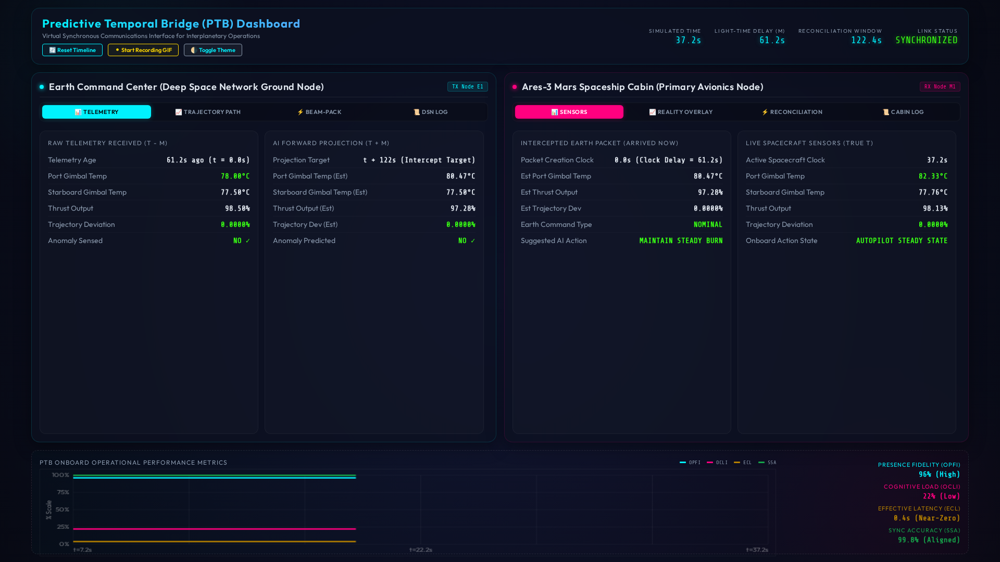 Predictive Temporal Bridge (PTB) Dashboard
Virtual Synchronous Communications Interface for Interplanetary Operations
🔄 Reset Timeline
Start Recording GIF
🌗 Toggle Theme
SIMULATED TIME
37.2s
LIGHT-TIME DELAY (M)
61.2s
RECONCILIATION WINDOW
122.4s
LINK STATUS
SYNCHRONIZED
Earth Command Center (Deep Space Network Ground Node)
TX Node E1
📊 TELEMETRY
📈 TRAJECTORY PATH
⚡ BEAM-PACK
📜 DSN LOG
RAW TELEMETRY RECEIVED (T - M)
Telemetry Age 61.2s ago (t = 0.0s)
Port Gimbal Temp 78.00°C
Starboard Gimbal Temp 77.50°C
Thrust Output 98.50%
Trajectory Deviation 0.0000%
Anomaly Sensed NO ✓
AI FORWARD PROJECTION (T + M)
Projection Target t + 122s (Intercept Target)
Port Gimbal Temp (Est) 80.47°C
Starboard Gimbal Temp (Est) 77.50°C
Thrust Output (Est) 97.28%
Trajectory Dev (Est) 0.0000%
Anomaly Predicted NO ✓
Ares-3 Mars Spaceship Cabin (Primary Avionics Node)
RX Node M1
📊 SENSORS
📈 REALITY OVERLAY
⚡ RECONCILIATION
📜 CABIN LOG
INTERCEPTED EARTH PACKET (ARRIVED NOW)
Packet Creation Clock 0.0s (Clock Delay = 61.2s)
Est Port Gimbal Temp 80.47°C
Est Thrust Output 97.28%
Est Trajectory Dev 0.0000%
Earth Command Type NOMINAL
Suggested AI Action MAINTAIN STEADY BURN
LIVE SPACECRAFT SENSORS (TRUE T)
Active Spacecraft Clock 37.2s
Port Gimbal Temp 82.33°C
Starboard Gimbal Temp 77.76°C
Thrust Output 98.13%
Trajectory Deviation 0.0000%
Onboard Action State AUTOPILOT STEADY STATE
PTB ONBOARD OPERATIONAL PERFORMANCE METRICS
OPFI OCLI ECL SSA
% Scale
100%
75%
50%
25%
0%
t=7.2s t=22.2s t=37.2s
PRESENCE FIDELITY (OPFI)
96% (High)
COGNITIVE LOAD (OCLI)
22% (Low)
EFFECTIVE LATENCY (ECL)
0.4s (Near-Zero)
SYNC ACCURACY (SSA)
99.8% (Aligned)